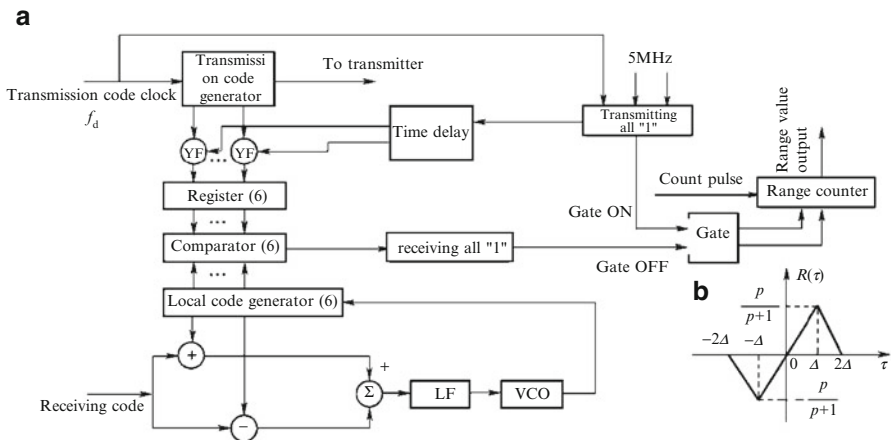 a
Transmissi
on code
generator
To transmitter
5MHz
Transmission code clock
f_d
Transmitting
all "1"
Time delay
Range value
output
YF
...
YF
Count pulse
Range counter
Register (6)
Gate ON
...
Comparator (6)
receiving all "1"
Gate
Gate OFF
...
b
R(τ)
Local code generator (6)
p
p+1
−2Δ
−Δ
0
Δ
2Δ
τ
+
+
Σ
LF
VCO
Receiving code
−
−
p
p+1